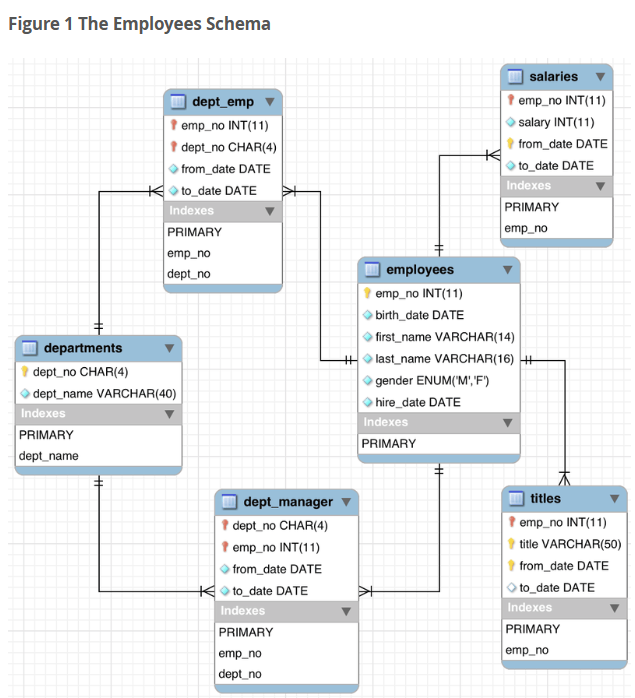 Figure 1 The Employees Schema
dept_emp
emp_no INT(11)
dept_no CHAR(4)
from_date DATE
to_date DATE
Indexes
PRIMARY
emp_no
dept_no
salaries
emp_no INT(11)
salary INT(11)
from_date DATE
to_date DATE
Indexes
PRIMARY
emp_no
employees
emp_no INT(11)
birth_date DATE
first_name VARCHAR(14)
last_name VARCHAR(16)
gender ENUM('M','F')
hire_date DATE
Indexes
PRIMARY
departments
dept_no CHAR(4)
dept_name VARCHAR(40)
Indexes
PRIMARY
dept_name
dept_manager
dept_no CHAR(4)
emp_no INT(11)
from_date DATE
to_date DATE
Indexes
PRIMARY
emp_no
dept_no
titles
emp_no INT(11)
title VARCHAR(50)
from_date DATE
to_date DATE
Indexes
PRIMARY
emp_no